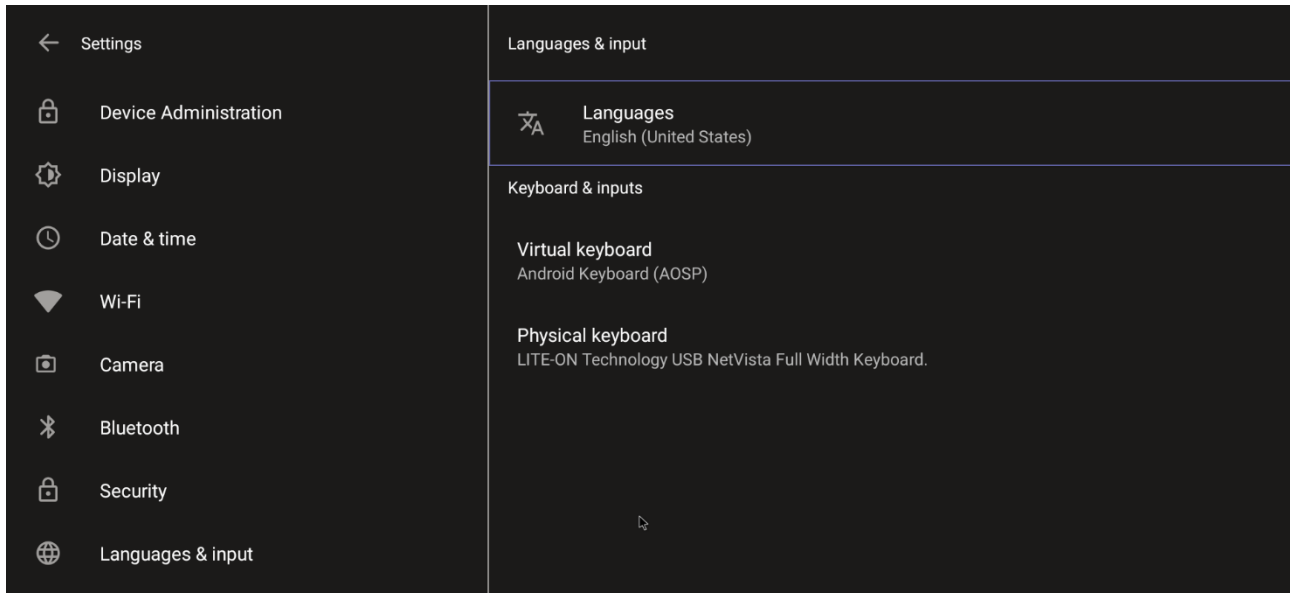 Settings
Device Administration
Display
Date & time
Wi-Fi
Camera
Bluetooth
Security
Languages & input
Languages & input
Languages
English (United States)
Keyboard & inputs
Virtual keyboard
Android Keyboard (AOSP)
Physical keyboard
LITE-ON Technology USB NetVista Full Width Keyboard.